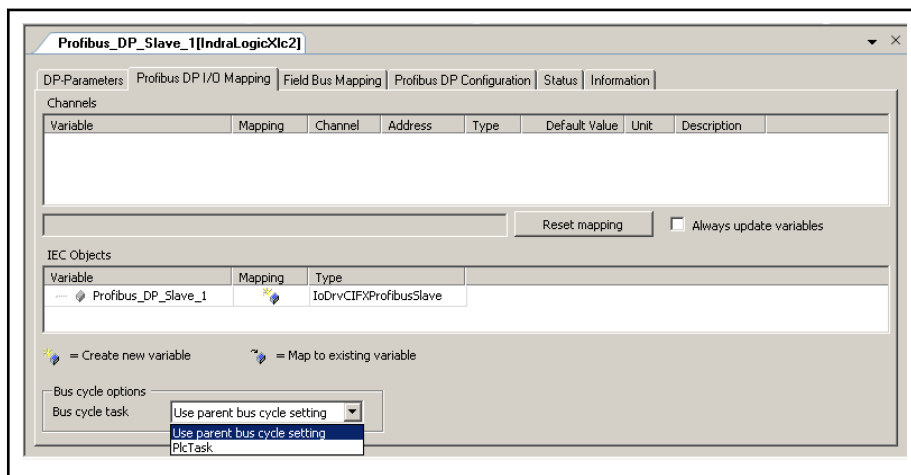 Profibus_DP_Slave_1[IndraLogicXlc2]
DP-Parameters Profibus DP I/O Mapping Field Bus Mapping Profibus DP Configuration Status Information
Channels
Variable Mapping Channel Address Type Default Value Unit Description
Reset mapping Always update variables
IEC Objects
Variable Mapping Type
Profibus_DP_Slave_1 IoDrvCIFXProfibusSlave
= Create new variable = Map to existing variable
Bus cycle options
Bus cycle task Use parent bus cycle setting
Use parent bus cycle setting
PlcTask